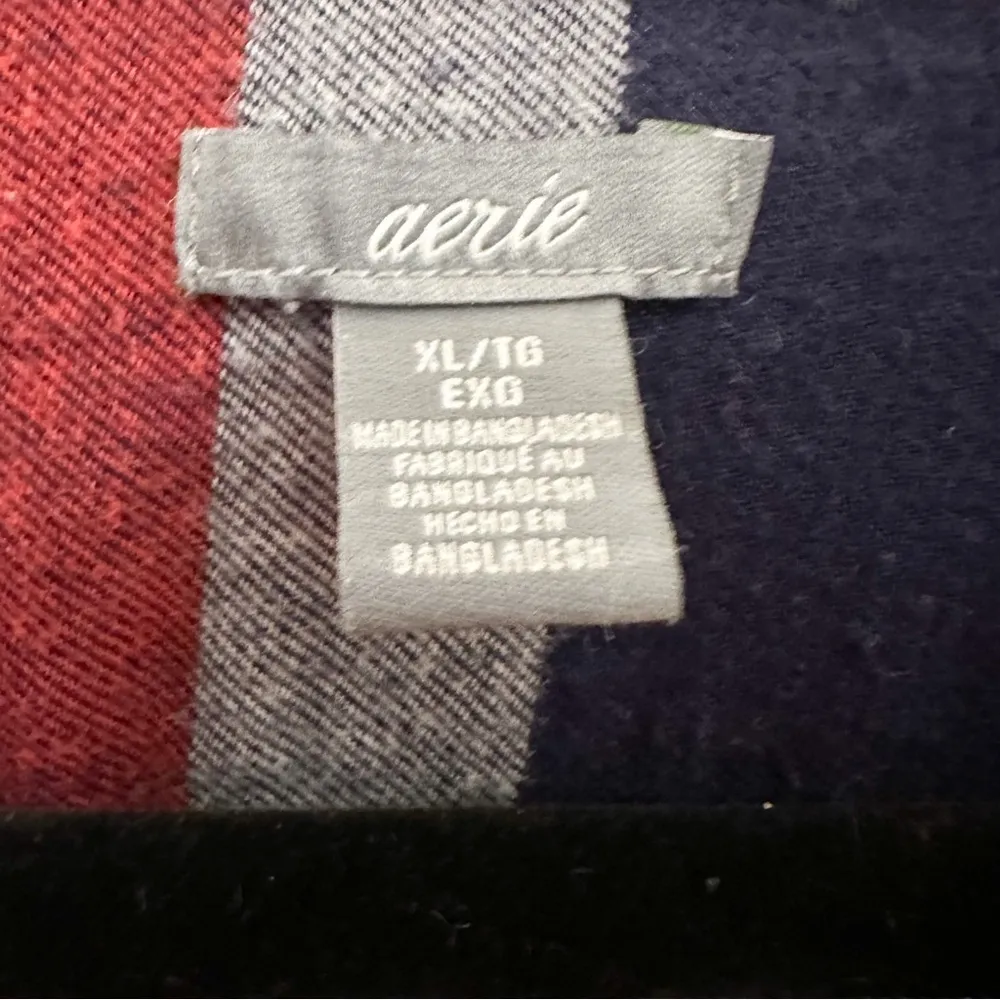 aerie
XL/TG
EXG
MADE IN BANGLADESH
FABRIQUÉ AU
BANGLADESH
HECHO EN
BANGLADESH